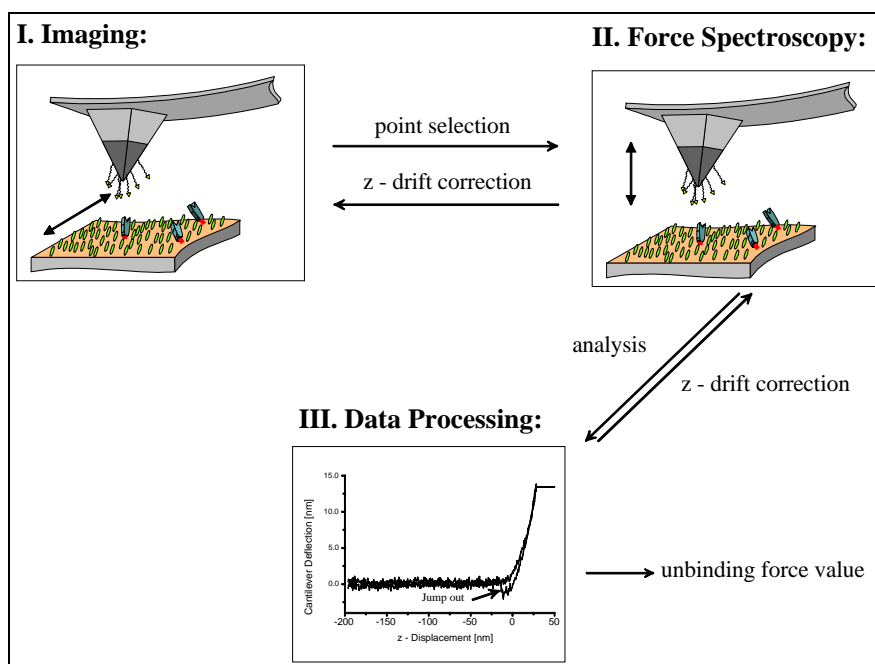 I. Imaging:
II. Force Spectroscopy:
point selection
z - drift correction
analysis
z - drift correction
III. Data Processing:
Cantilever Deflection [nm]
15.0
10.0
5.0
0.0
Jump out
-200 -150 -100 -50 0 50
z - Displacement [nm]
unbinding force value